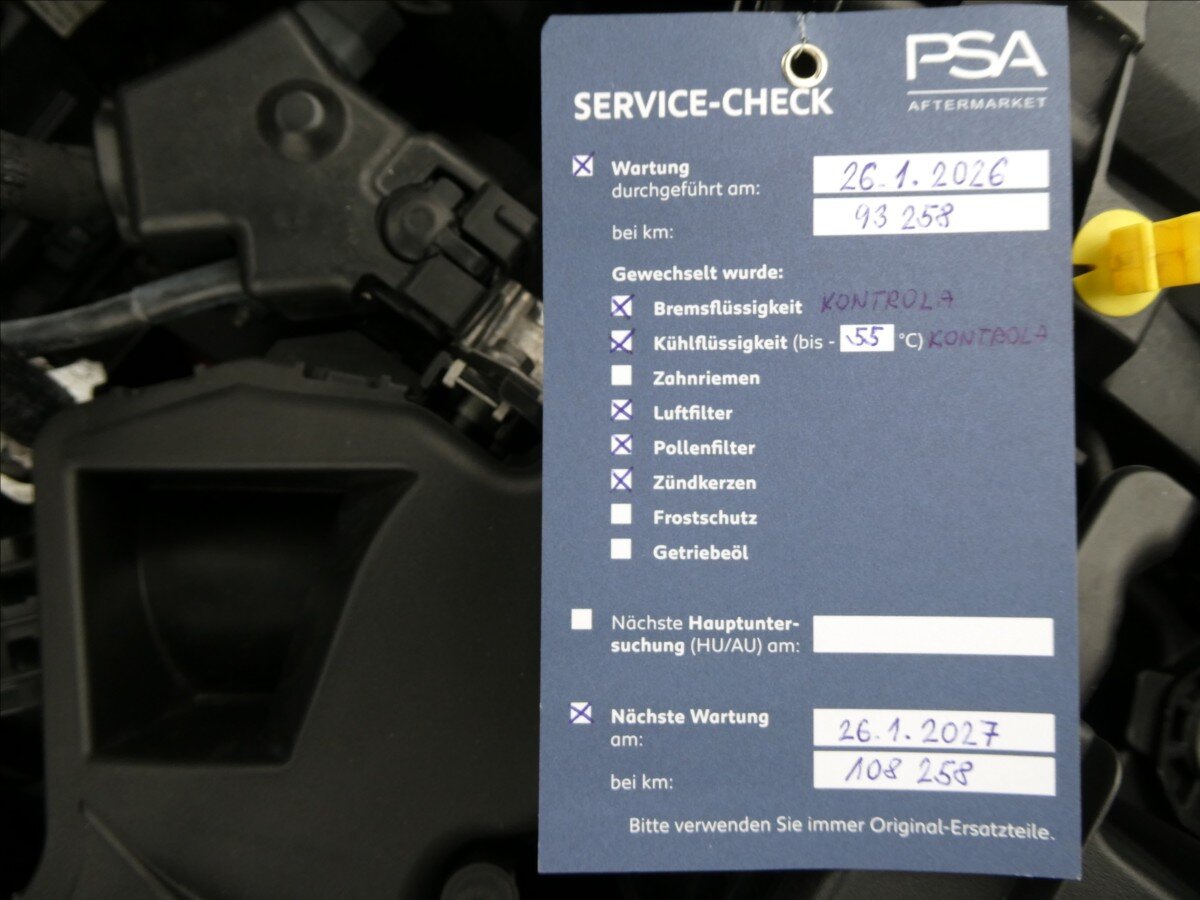 PSA
AFTERMARKET
SERVICE-CHECK
Wartung
durchgeführt am: 26.1.2026
bei km: 93 258
Gewechselt wurde:
Bremsflüssigkeit KONTROLA
Kühlflüssigkeit (bis - 55 °C) KONTROLA
Zahnriemen
Luftfilter
Pollenfilter
Zündkerzen
Frostschutz
Getriebeöl
Nächste Hauptunter-
suchung (HU/AU) am:
Nächste Wartung
am: 26.1.2027
bei km: 108 258
Bitte verwenden Sie immer Original-Ersatzteile.